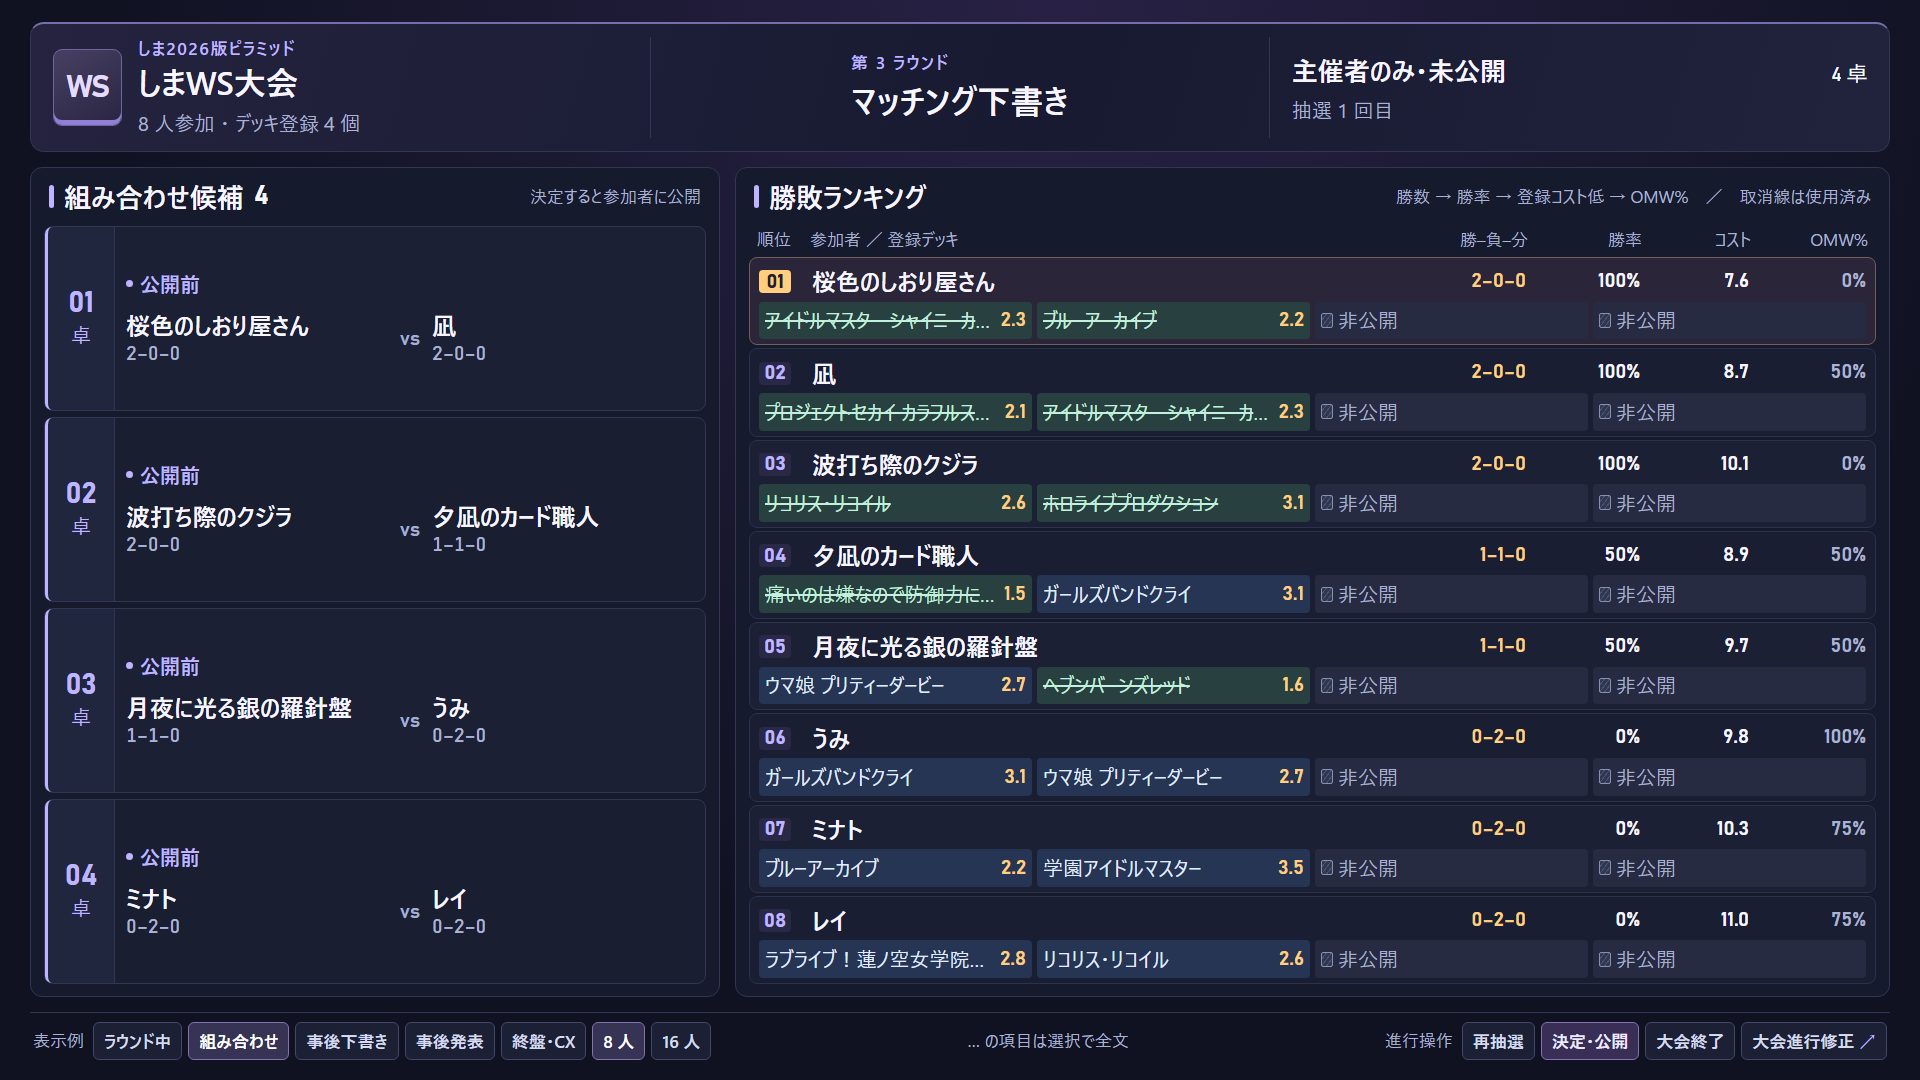 WS
しま2026版ピラミッド
しまWS大会
8 人参加・デッキ登録 4 個
第 3 ラウンド
マッチング下書き
主催者のみ・未公開
4 卓
抽選 1 回目
組み合わせ候補 4
決定すると参加者に公開
01 卓
• 公開前
桜色のしおり屋さん vs 凪
2-0-0 2-0-0
02 卓
• 公開前
波打ち際のクジラ vs 夕凪のカード職人
2-0-0 1-1-0
03 卓
• 公開前
月夜に光る銀の羅針盤 vs うみ
1-1-0 0-2-0
04 卓
• 公開前
ミナト vs レイ
0-2-0 0-2-0
勝敗ランキング
勝数 → 勝率 → 登録コスト低 → OMW% ／ 取消線は使用済み
順位 参加者 ／ 登録デッキ 勝–負–分 勝率 コスト OMW%
01 桜色のしおり屋さん 2-0-0 100% 7.6 0%
アイドルマスター シャイニーカ... 2.3 ブルーアーカイブ 2.2 非公開 非公開
02 凪 2-0-0 100% 8.7 50%
プロジェクトセカイ カラフルス... 2.1 アイドルマスター シャイニーカ... 2.3 非公開 非公開
03 波打ち際のクジラ 2-0-0 100% 10.1 0%
リコリス・リコイル 2.6 ホロライブプロダクション 3.1 非公開 非公開
04 夕凪のカード職人 1-1-0 50% 8.9 50%
痛いのは嫌なので防御力に... 1.5 ガールズバンドクライ 3.1 非公開 非公開
05 月夜に光る銀の羅針盤 1-1-0 50% 9.7 50%
ウマ娘 プリティーダービー 2.7 ヘブンバーンズレッド 1.6 非公開 非公開
06 うみ 0-2-0 0% 9.8 100%
ガールズバンドクライ 3.1 ウマ娘 プリティーダービー 2.7 非公開 非公開
07 ミナト 0-2-0 0% 10.3 75%
ブルーアーカイブ 2.2 学園アイドルマスター 3.5 非公開 非公開
08 レイ 0-2-0 0% 11.0 75%
ラブライブ！蓮ノ空女学院... 2.8 リコリス・リコイル 2.6 非公開 非公開
表示例 ラウンド中 組み合わせ 事後下書き 事後発表 終盤・CX 8 人 16 人
... の項目は選択で全文
進行操作 再抽選 決定・公開 大会終了 大会進行修正 ↗